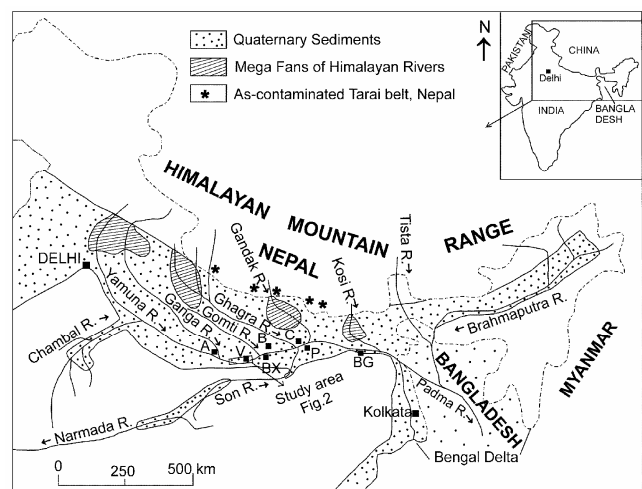 N
Quaternary Sediments
Mega Fans of Himalayan Rivers
* As-contaminated Tarai belt, Nepal
PAKISTAN
CHINA
Delhi
INDIA
BANGLA
DESH
HIMALAYAN MOUNTAIN RANGE
NEPAL
DELHI
Yamuna R.
Ganga R.
Gomti R.
Ghagra R.
Gandak R.
Kosi R.
Tista R.
Brahmaputra R.
Chambal R.
A
V
B
C
P
BX
BG
Son R.
Study area
Fig.2
Narmada R.
Kolkata
Padma R.
BANGLADESH
MYANMAR
Bengal Delta
0 250 500 km